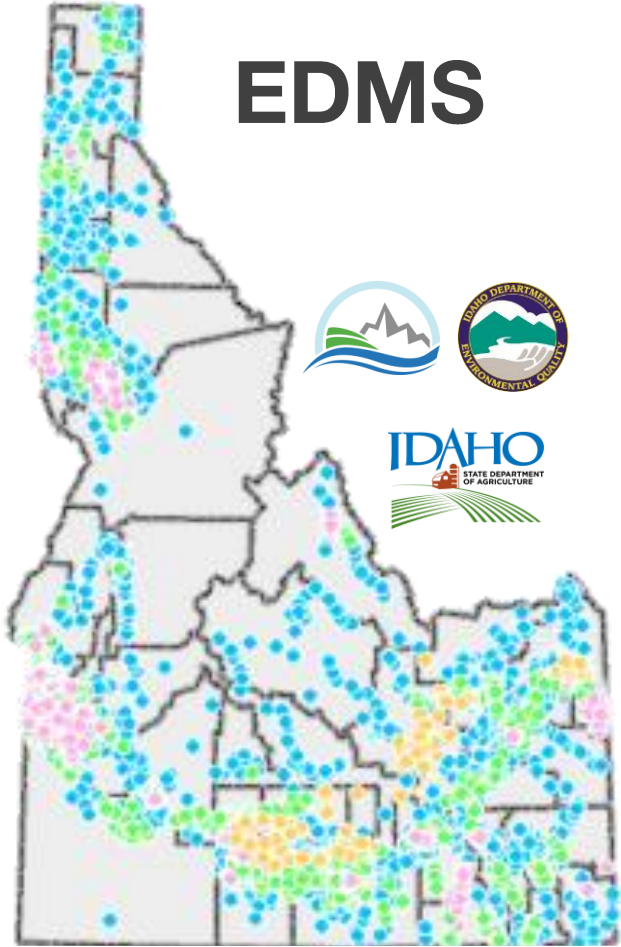 EDMS
IDAHO DEPARTMENT OF
ENVIRONMENTAL QUALITY
IDAHO
STATE DEPARTMENT
OF AGRICULTURE